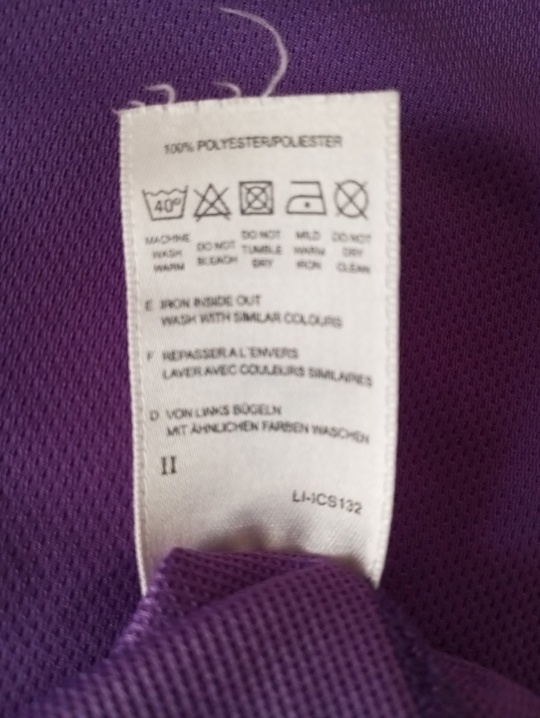 100% POLYESTER/POLIESTER
40°
MACHINE WASH WARM
DO NOT BLEACH
DO NOT TUMBLE DRY
MILD WARM IRON
DO NOT DRY CLEAN
E IRON INSIDE OUT
WASH WITH SIMILAR COLOURS
F REPASSER A L'ENVERS
LAVER AVEC COULEURS SIMILAIRES
D VON LINKS BÜGELN
MIT ÄHNLICHEN FARBEN WASCHEN
II
LI-ICS132